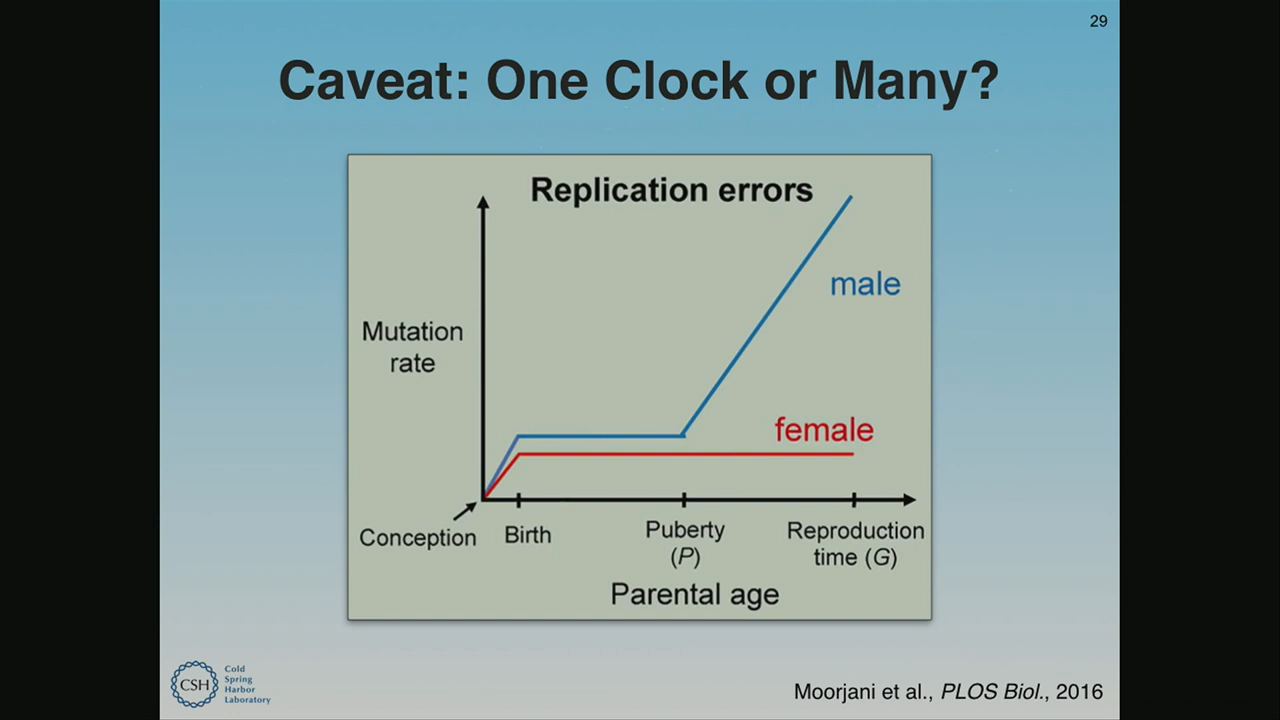 29
Caveat: One Clock or Many?
Replication errors
male
Mutation
rate
female
Conception
Birth
Puberty
(P)
Reproduction
time (G)
Parental age
CSH
Cold
Spring
Harbor
Laboratory
Moorjani et al., PLOS Biol., 2016